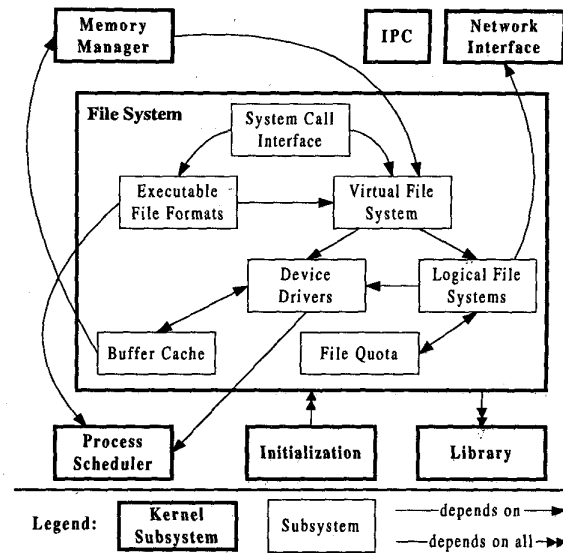 Memory
Manager
IPC
Network
Interface
File System
System Call
Interface
Executable
File Formats
Virtual File
System
Device
Drivers
Logical File
Systems
Buffer Cache
File Quota
Process
Scheduler
Initialization
Library
Legend:
Kernel
Subsystem
Subsystem
depends on
depends on all